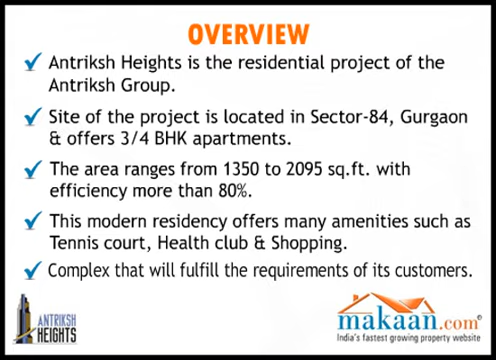 OVERVIEW
Antriksh Heights is the residential project of the
Antriksh Group.
Site of the project is located in Sector-84, Gurgaon
& offers 3/4 BHK apartments.
The area ranges from 1350 to 2095 sq.ft. with
efficiency more than 80%.
This modern residency offers many amenities such as
Tennis court, Health club & Shopping.
Complex that will fulfill the requirements of its customers.
ANTRIKSH
HEIGHTS
makaan.com®
India's fastest growing property website